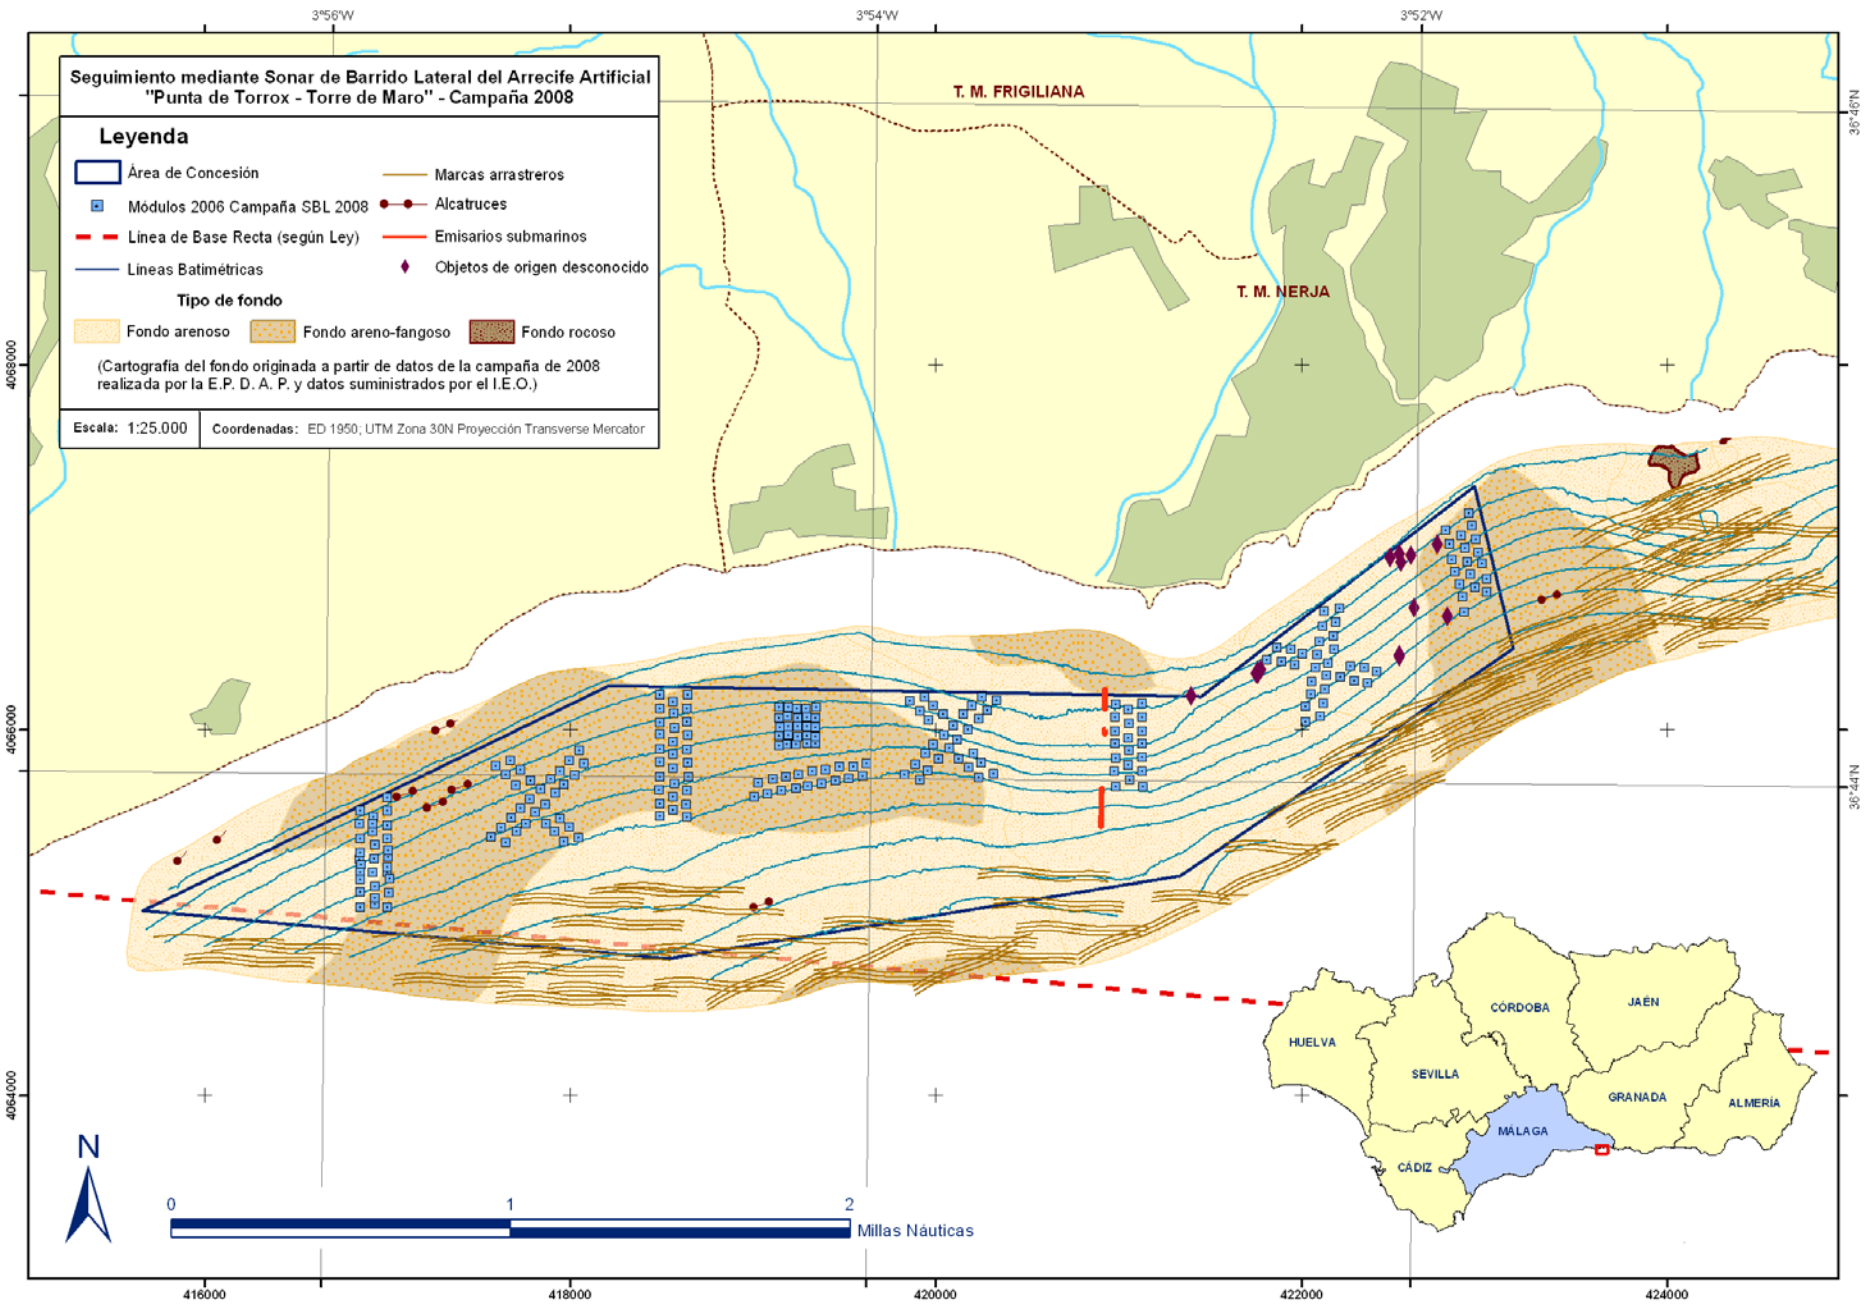 3°56'W
3°54'W
3°52'W
Seguimiento mediante Sonar de Barrido Lateral del Arrecife Artificial
"Punta de Torrox - Torre de Maro" - Campaña 2008
Leyenda
Área de Concesión
Módulos 2006 Campaña SBL 2008
Línea de Base Recta (según Ley)
Líneas Batimétricas
Marcas arrastreros
Alcatruces
Emisarios submarinos
Objetos de origen desconocido
Tipo de fondo
Fondo arenoso
Fondo areno-fangoso
Fondo rocoso
(Cartografía del fondo originada a partir de datos de la campaña de 2008
realizada por la E.P. D. A. P. y datos suministrados por el I.E.O.)
Escala: 1:25.000
Coordenadas: ED 1950; UTM Zona 30N Proyección Transverse Mercator
T. M. FRIGILIANA
T. M. NERJA
36°46'N
36°44'N
4068000
4066000
4064000
HUELVA
SEVILLA
CÓRDOBA
JAÉN
GRANADA
ALMERÍA
MÁLAGA
CÁDIZ
N
0
1
2
Millas Náuticas
416000
418000
420000
422000
424000